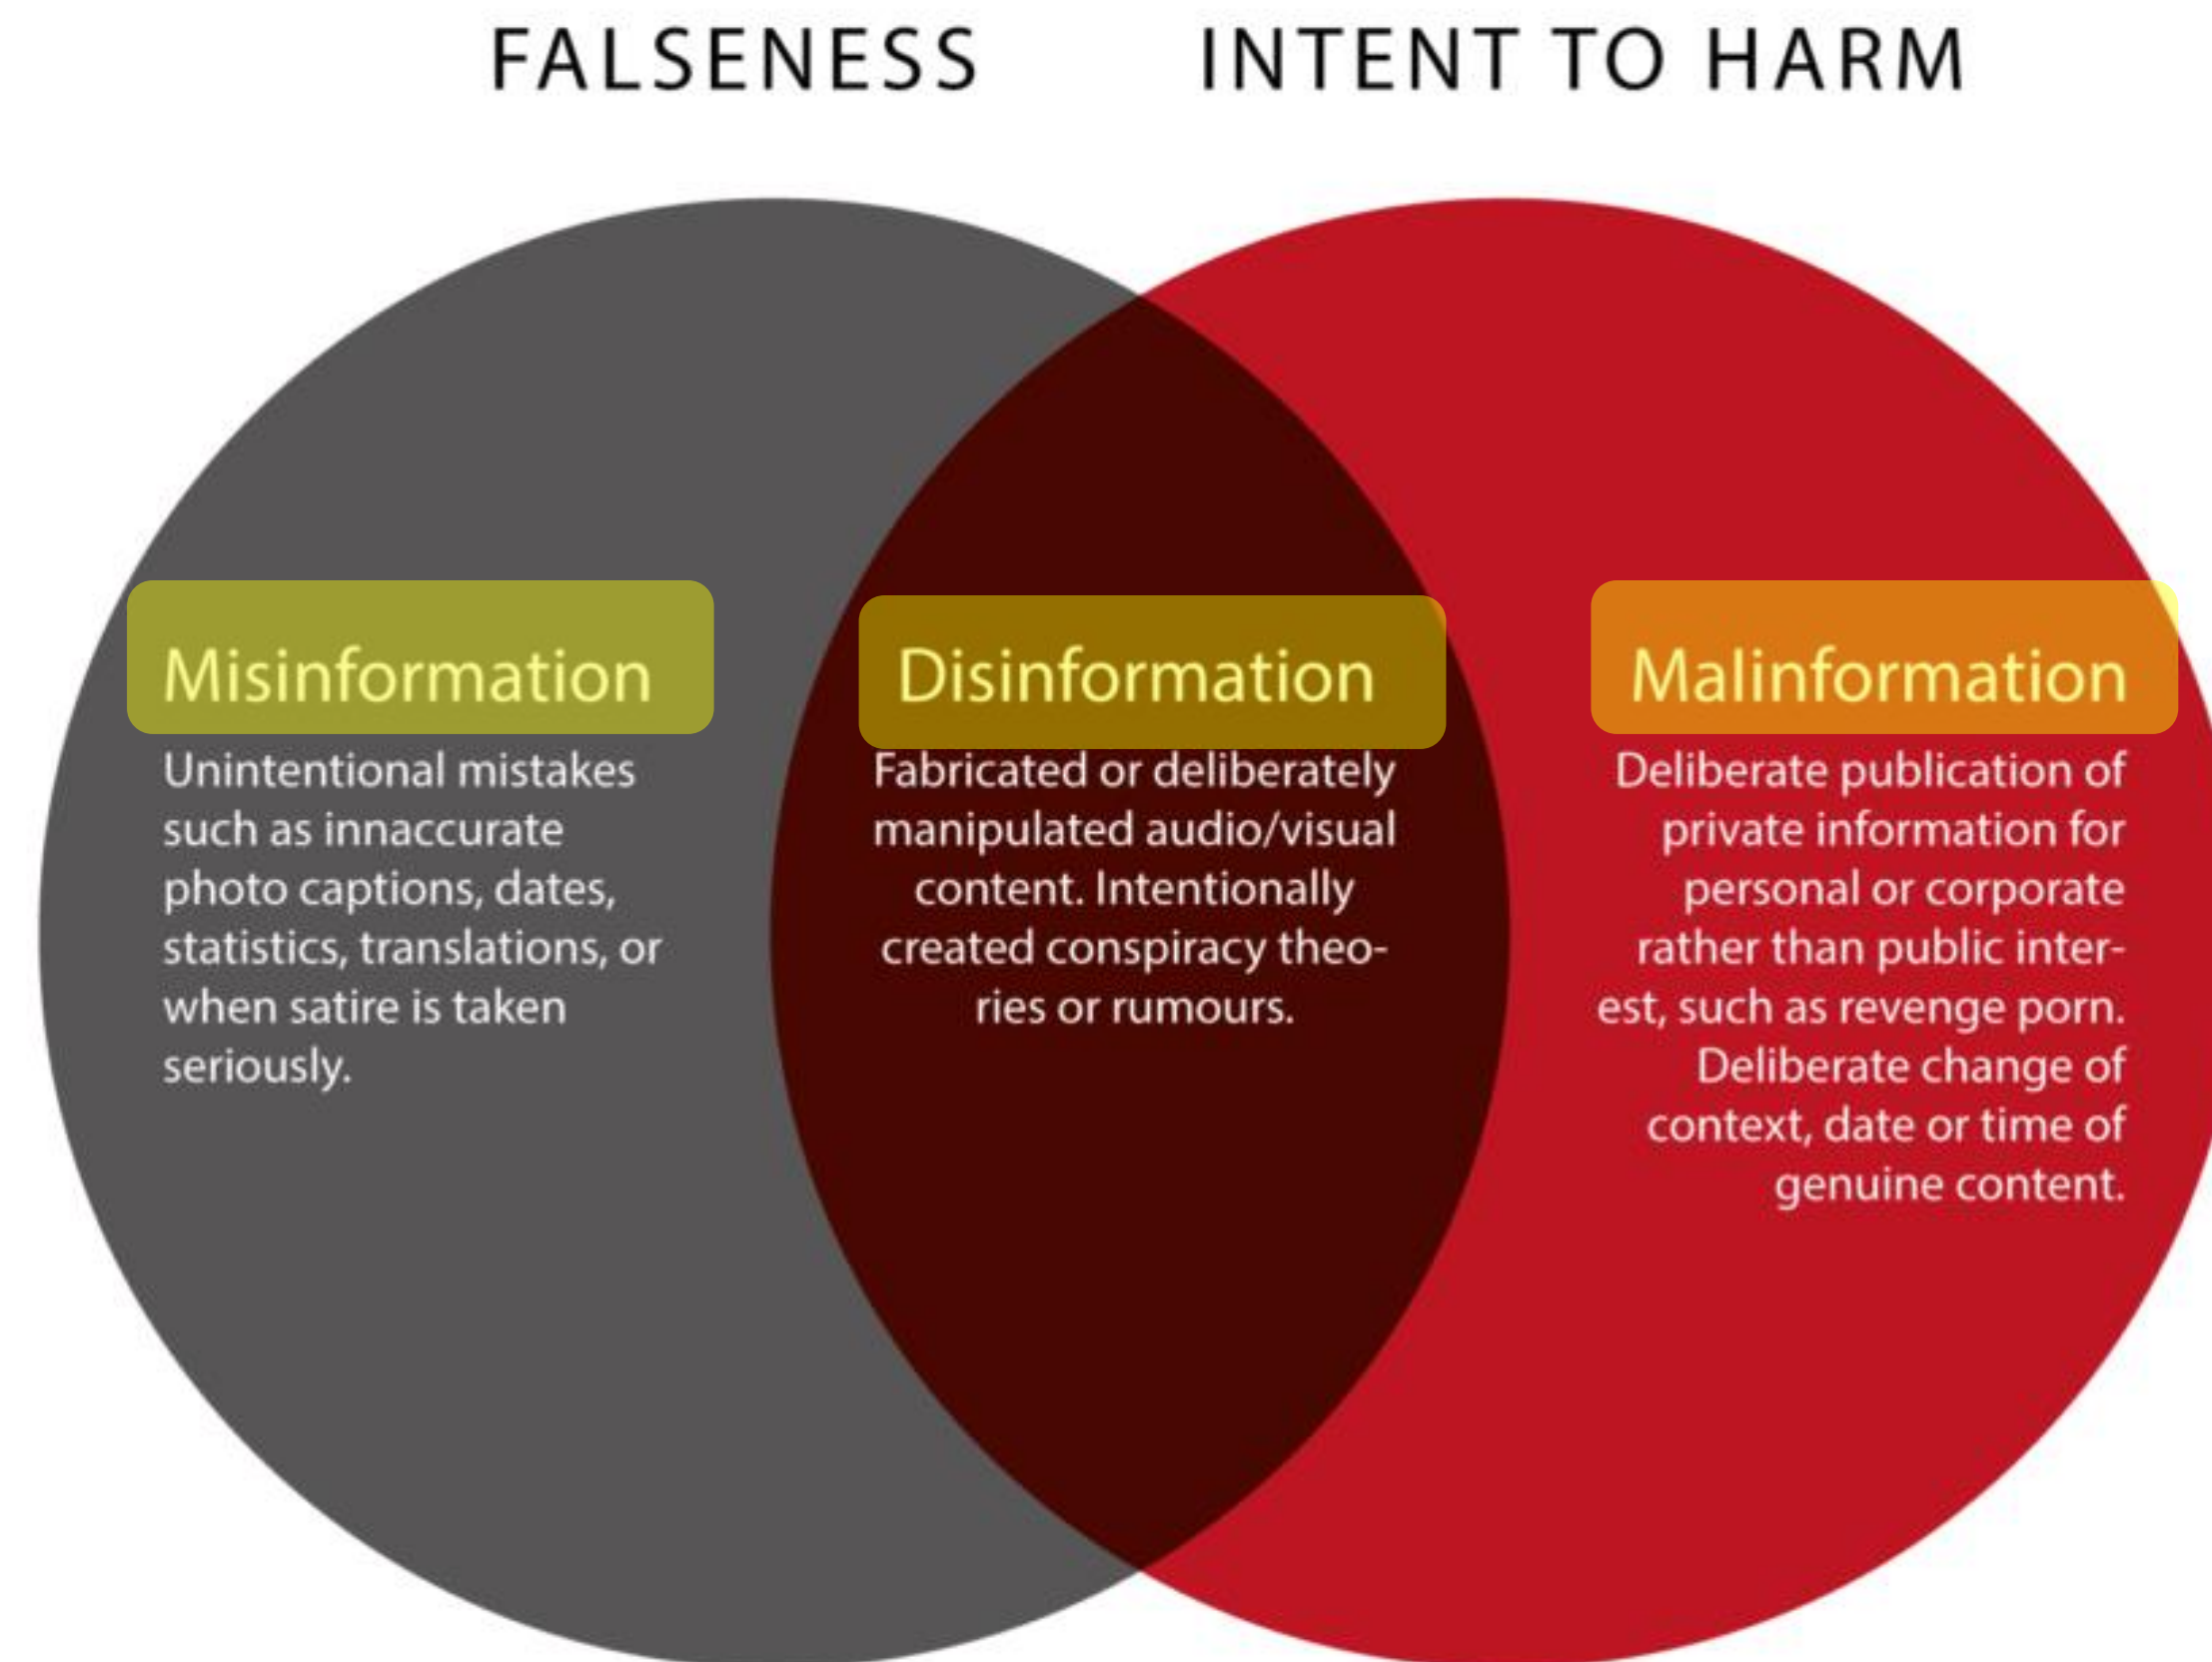 FALSENESS
INTENT TO HARM
Misinformation
Unintentional mistakes
such as innaccurate
photo captions, dates,
statistics, translations, or
when satire is taken
seriously.
Disinformation
Fabricated or deliberately
manipulated audio/visual
content. Intentionally
created conspiracy theo-
ries or rumours.
Malinformation
Deliberate publication of
private information for
personal or corporate
rather than public inter-
est, such as revenge porn.
Deliberate change of
context, date or time of
genuine content.